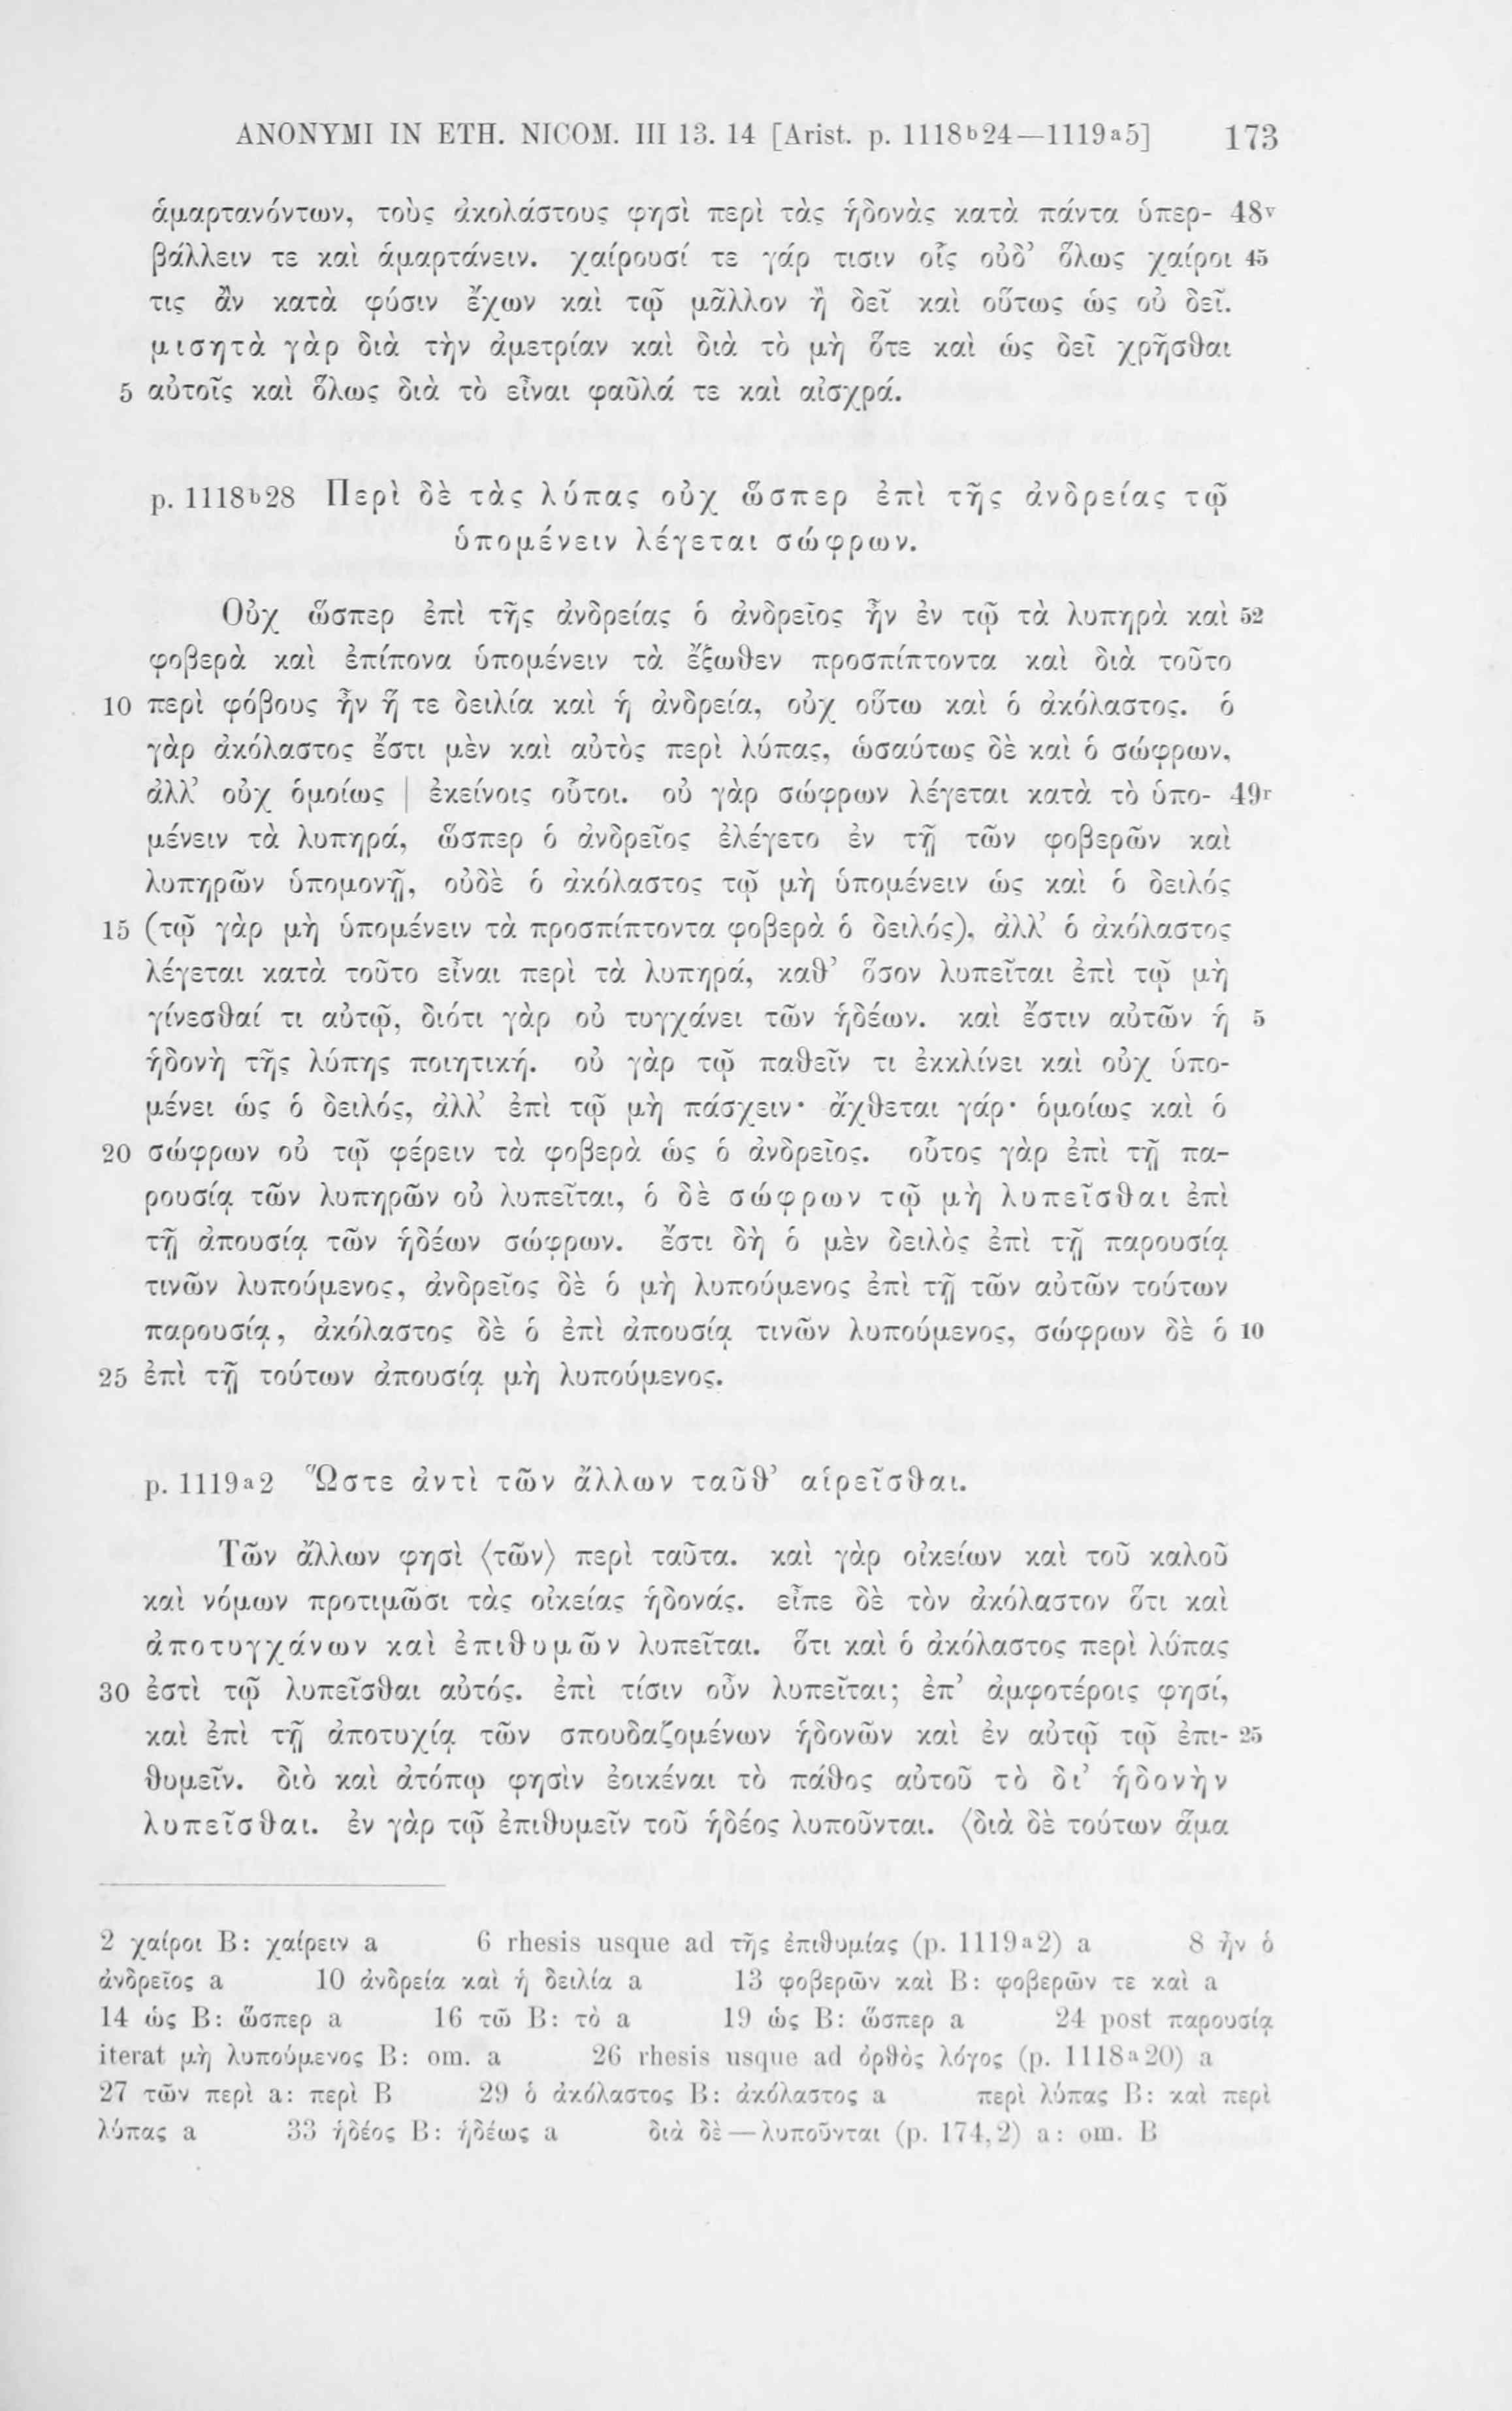 ANONYMI IN ETH. NICOM. III 13. 14 [Arist. p. 1118ᵇ24—1119ᵃ5] 173
ἁμαρτανόντων, τοὺς ἀκολάστους φησὶ περὶ τὰς ἡδονὰς κατὰ πάντα ὑπερ- 48ᵛ
βάλλειν τε καὶ ἁμαρτάνειν. χαίρουσί τε γάρ τισιν οἷς οὐδ’ ὅλως χαίροι 45
τις ἂν κατὰ φύσιν ἔχων καὶ τῷ μᾶλλον ἢ δεῖ καὶ οὕτως ὡς οὐ δεῖ.
μισητὰ γὰρ διὰ τὴν ἀμετρίαν καὶ διὰ τὸ μὴ ὅτε καὶ ὡς δεῖ χρῆσθαι
5 αὐτοῖς καὶ ὅλως διὰ τὸ εἶναι φαῦλά τε καὶ αἰσχρά.
p. 1118ᵇ28 Περὶ δὲ τὰς λύπας οὐχ ὥσπερ ἐπὶ τῆς ἀνδρείας τῷ
ὑπομένειν λέγεται σώφρων.
Οὐχ ὥσπερ ἐπὶ τῆς ἀνδρείας ὁ ἀνδρεῖος ἦν ἐν τῷ τὰ λυπηρὰ καὶ 52
φοβερὰ καὶ ἐπίπονα ὑπομένειν τὰ ἔξωθεν προσπίπτοντα καὶ διὰ τοῦτο
10 περὶ φόβους ἦν ἥ τε δειλία καὶ ἡ ἀνδρεία, οὐχ οὕτω καὶ ὁ ἀκόλαστος. ὁ
γὰρ ἀκόλαστος ἔστι μὲν καὶ αὐτὸς περὶ λύπας, ὡσαύτως δὲ καὶ ὁ σώφρων,
ἀλλ’ οὐχ ὁμοίως | ἐκείνοις οὗτοι. οὐ γὰρ σώφρων λέγεται κατὰ τὸ ὑπο- 49ʳ
μένειν τὰ λυπηρά, ὥσπερ ὁ ἀνδρεῖος ἐλέγετο ἐν τῇ τῶν φοβερῶν καὶ
λυπηρῶν ὑπομονῇ, οὐδὲ ὁ ἀκόλαστος τῷ μὴ ὑπομένειν ὡς καὶ ὁ δειλός
15 (τῷ γὰρ μὴ ὑπομένειν τὰ προσπίπτοντα φοβερὰ ὁ δειλός), ἀλλ’ ὁ ἀκόλαστος
λέγεται κατὰ τοῦτο εἶναι περὶ τὰ λυπηρά, καθ’ ὅσον λυπεῖται ἐπὶ τῷ μὴ
γίνεσθαί τι αὐτῷ, διότι γὰρ οὐ τυγχάνει τῶν ἡδέων. καὶ ἔστιν αὐτῶν ἡ 5
ἡδονὴ τῆς λύπης ποιητική. οὐ γὰρ τῷ παθεῖν τι ἐκκλίνει καὶ οὐχ ὑπο-
μένει ὡς ὁ δειλός, ἀλλ’ ἐπὶ τῷ μὴ πάσχειν· ἄχθεται γάρ· ὁμοίως καὶ ὁ
20 σώφρων οὐ τῷ φέρειν τὰ φοβερὰ ὡς ὁ ἀνδρεῖος. οὗτος γὰρ ἐπὶ τῇ πα-
ρουσίᾳ τῶν λυπηρῶν οὐ λυπεῖται, ὁ δὲ σώφρων τῷ μὴ λυπεῖσθαι ἐπὶ
τῇ ἀπουσίᾳ τῶν ἡδέων σώφρων. ἔστι δὴ ὁ μὲν δειλὸς ἐπὶ τῇ παρουσίᾳ
τινῶν λυπούμενος, ἀνδρεῖος δὲ ὁ μὴ λυπούμενος ἐπὶ τῇ τῶν αὐτῶν τούτων
παρουσίᾳ, ἀκόλαστος δὲ ὁ ἐπὶ ἀπουσίᾳ τινῶν λυπούμενος, σώφρων δὲ ὁ 10
25 ἐπὶ τῇ τούτων ἀπουσίᾳ μὴ λυπούμενος.
p. 1119ᵃ2 Ὥστε ἀντὶ τῶν ἄλλων ταῦθ’ αἱρεῖσθαι.
Τῶν ἄλλων φησὶ ⟨τῶν⟩ περὶ ταῦτα. καὶ γὰρ οἰκείων καὶ τοῦ καλοῦ
καὶ νόμων προτιμῶσι τὰς οἰκείας ἡδονάς. εἶπε δὲ τὸν ἀκόλαστον ὅτι καὶ
ἀποτυγχάνων καὶ ἐπιθυμῶν λυπεῖται. ὅτι καὶ ὁ ἀκόλαστος περὶ λύπας
30 ἐστὶ τῷ λυπεῖσθαι αὐτός. ἐπὶ τίσιν οὖν λυπεῖται; ἐπ’ ἀμφοτέροις φησί,
καὶ ἐπὶ τῇ ἀποτυχίᾳ τῶν σπουδαζομένων ἡδονῶν καὶ ἐν αὐτῷ τῷ ἐπι- 25
θυμεῖν. διὸ καὶ ἀτόπῳ φησὶν ἐοικέναι τὸ πάθος αὐτοῦ τὸ δι’ ἡδονὴν
λυπεῖσθαι. ἐν γὰρ τῷ ἐπιθυμεῖν τοῦ ἡδέος λυποῦνται. ⟨διὰ δὲ τούτων ἅμα
2 χαίροι B: χαίρειν a 6 rhesis usque ad τῆς ἐπιθυμίας (p. 1119ᵃ2) a 8 ἦν ὁ
ἀνδρεῖος a 10 ἀνδρεία καὶ ἡ δειλία a 13 φοβερῶν καὶ B: φοβερῶν τε καὶ a
14 ὡς B: ὥσπερ a 16 τῶ B: τὸ a 19 ὡς B: ὥσπερ a 24 post παρουσίᾳ
iterat μὴ λυπούμενος B: om. a 26 rhesis usque ad ὀρθὸς λόγος (p. 1118ᵃ20) a
27 τῶν περὶ a: περὶ B 29 ὁ ἀκόλαστος B: ἀκόλαστος a περὶ λύπας B: καὶ περὶ
λύπας a 33 ἡδέος B: ἡδέως a διὰ δὲ—λυποῦνται (p. 174,2) a: om. B